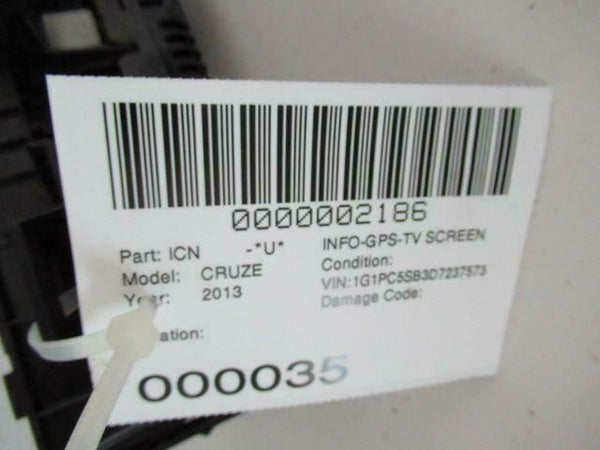 0000002186
Part: ICN -*U* INFO-GPS-TV SCREEN
Model: CRUZE Condition:
Year: 2013 VIN:1G1PC5SB3D7237573
Damage Code:
ation:
000035